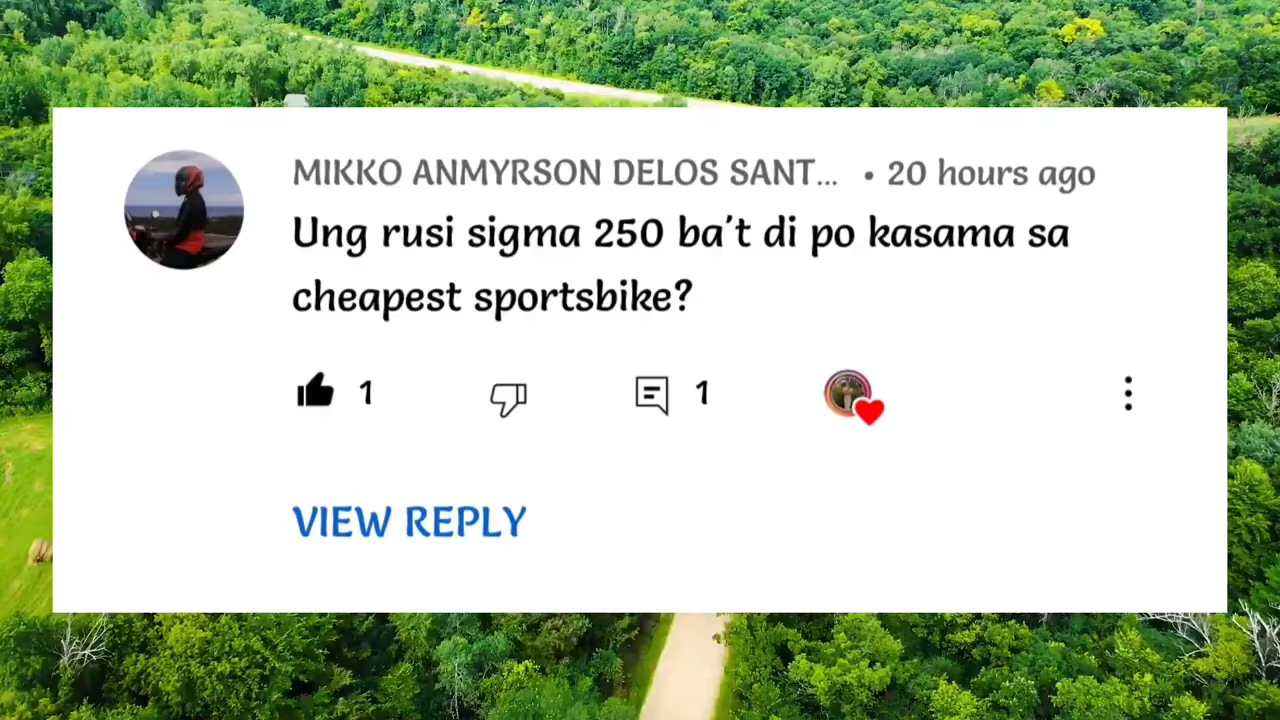 MIKKO ANMYRSON DELOS SANT... • 20 hours ago
Ung rusi sigma 250 ba't di po kasama sa
cheapest sportsbike?
1 1
VIEW REPLY